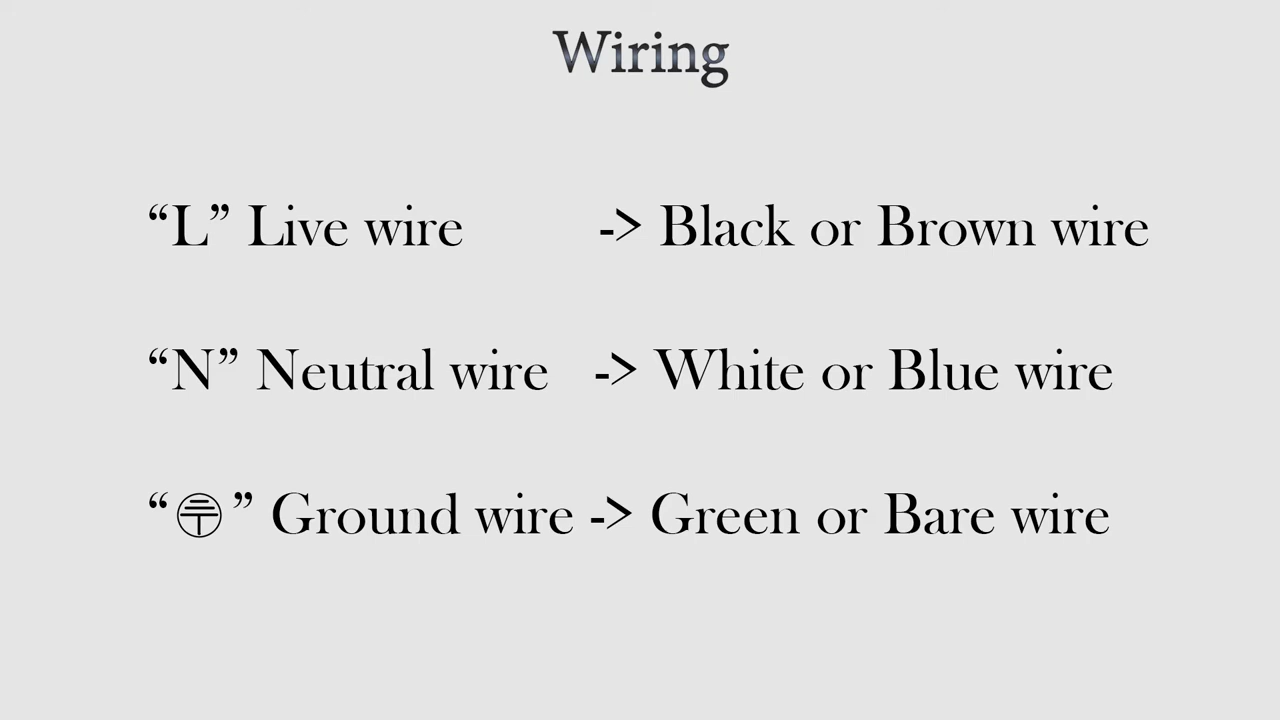 Wiring
“L” Live wire -> Black or Brown wire
“N” Neutral wire -> White or Blue wire
“ ” Ground wire -> Green or Bare wire